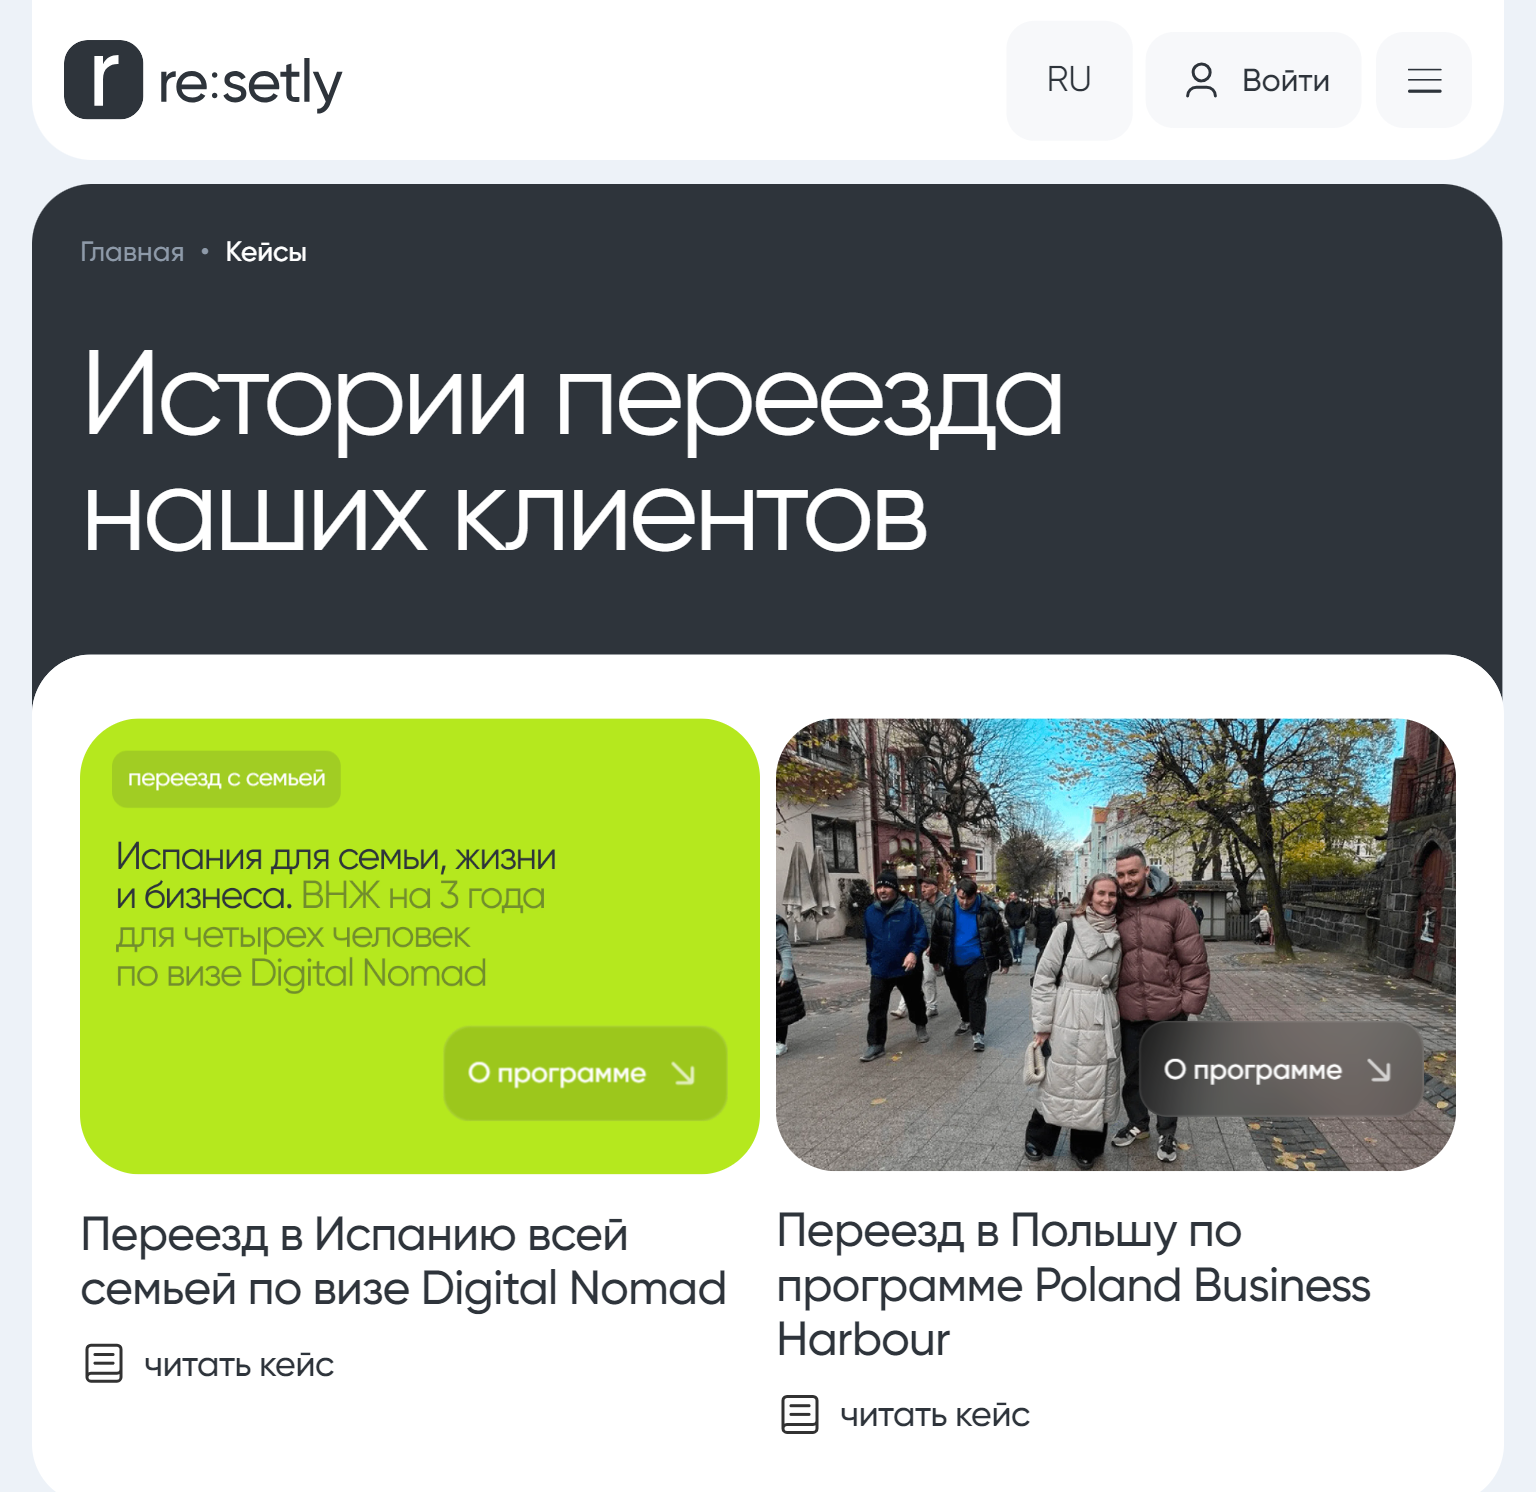 r re:setly
RU
Войти
Главная • Кейсы
Истории переезда
наших клиентов
переезд с семьей
Испания для семьи, жизни
и бизнеса. ВНЖ на 3 года
для четырех человек
по визе Digital Nomad
О программе
О программе
Переезд в Испанию всей
семьей по визе Digital Nomad
читать кейс
Переезд в Польшу по
программе Poland Business
Harbour
читать кейс